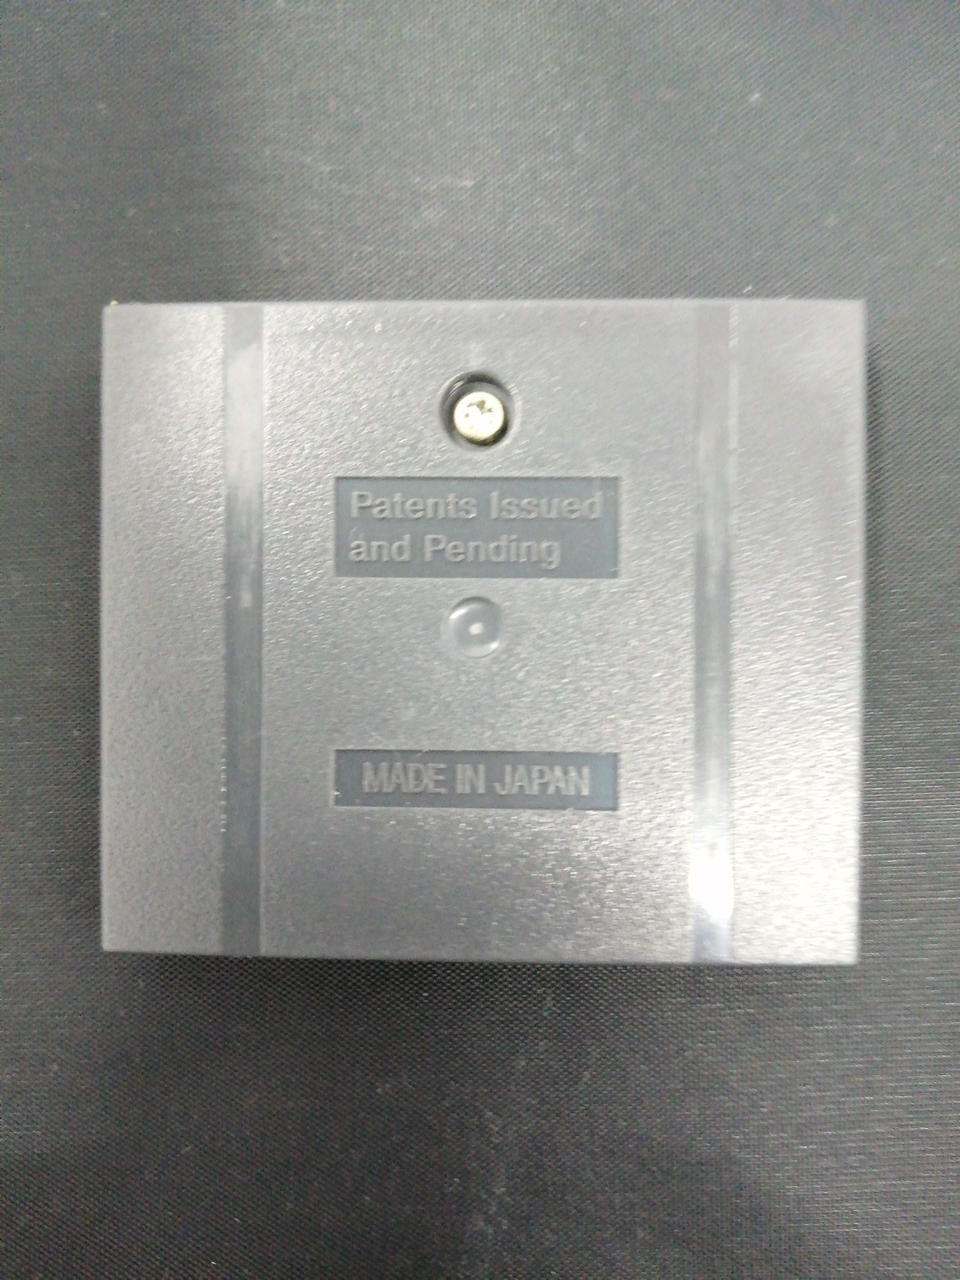 Patents Issued
and Pending
MADE IN JAPAN